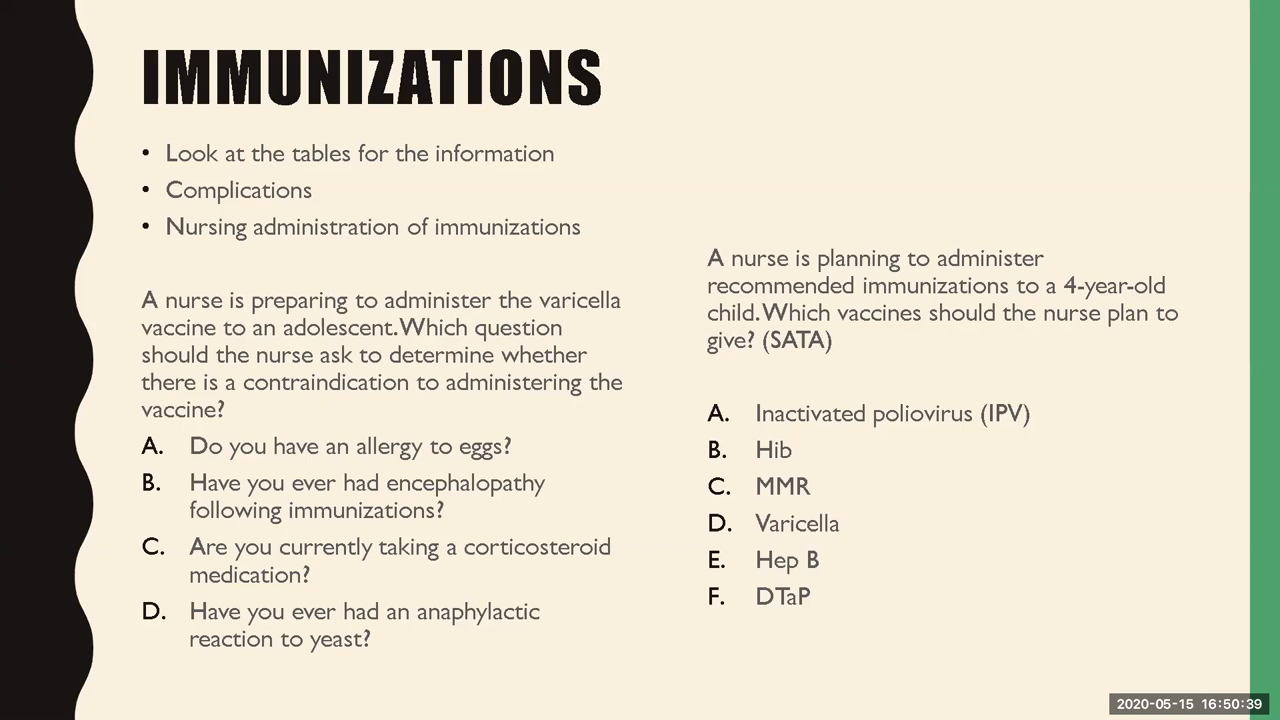 IMMUNIZATIONS
• Look at the tables for the information
• Complications
• Nursing administration of immunizations
A nurse is preparing to administer the varicella
vaccine to an adolescent. Which question
should the nurse ask to determine whether
there is a contraindication to administering the
vaccine?
A. Do you have an allergy to eggs?
B. Have you ever had encephalopathy
following immunizations?
C. Are you currently taking a corticosteroid
medication?
D. Have you ever had an anaphylactic
reaction to yeast?
A nurse is planning to administer
recommended immunizations to a 4-year-old
child. Which vaccines should the nurse plan to
give? (SATA)
A. Inactivated poliovirus (IPV)
B. Hib
C. MMR
D. Varicella
E. Hep B
F. DTaP
2020-05-15 16:50:39